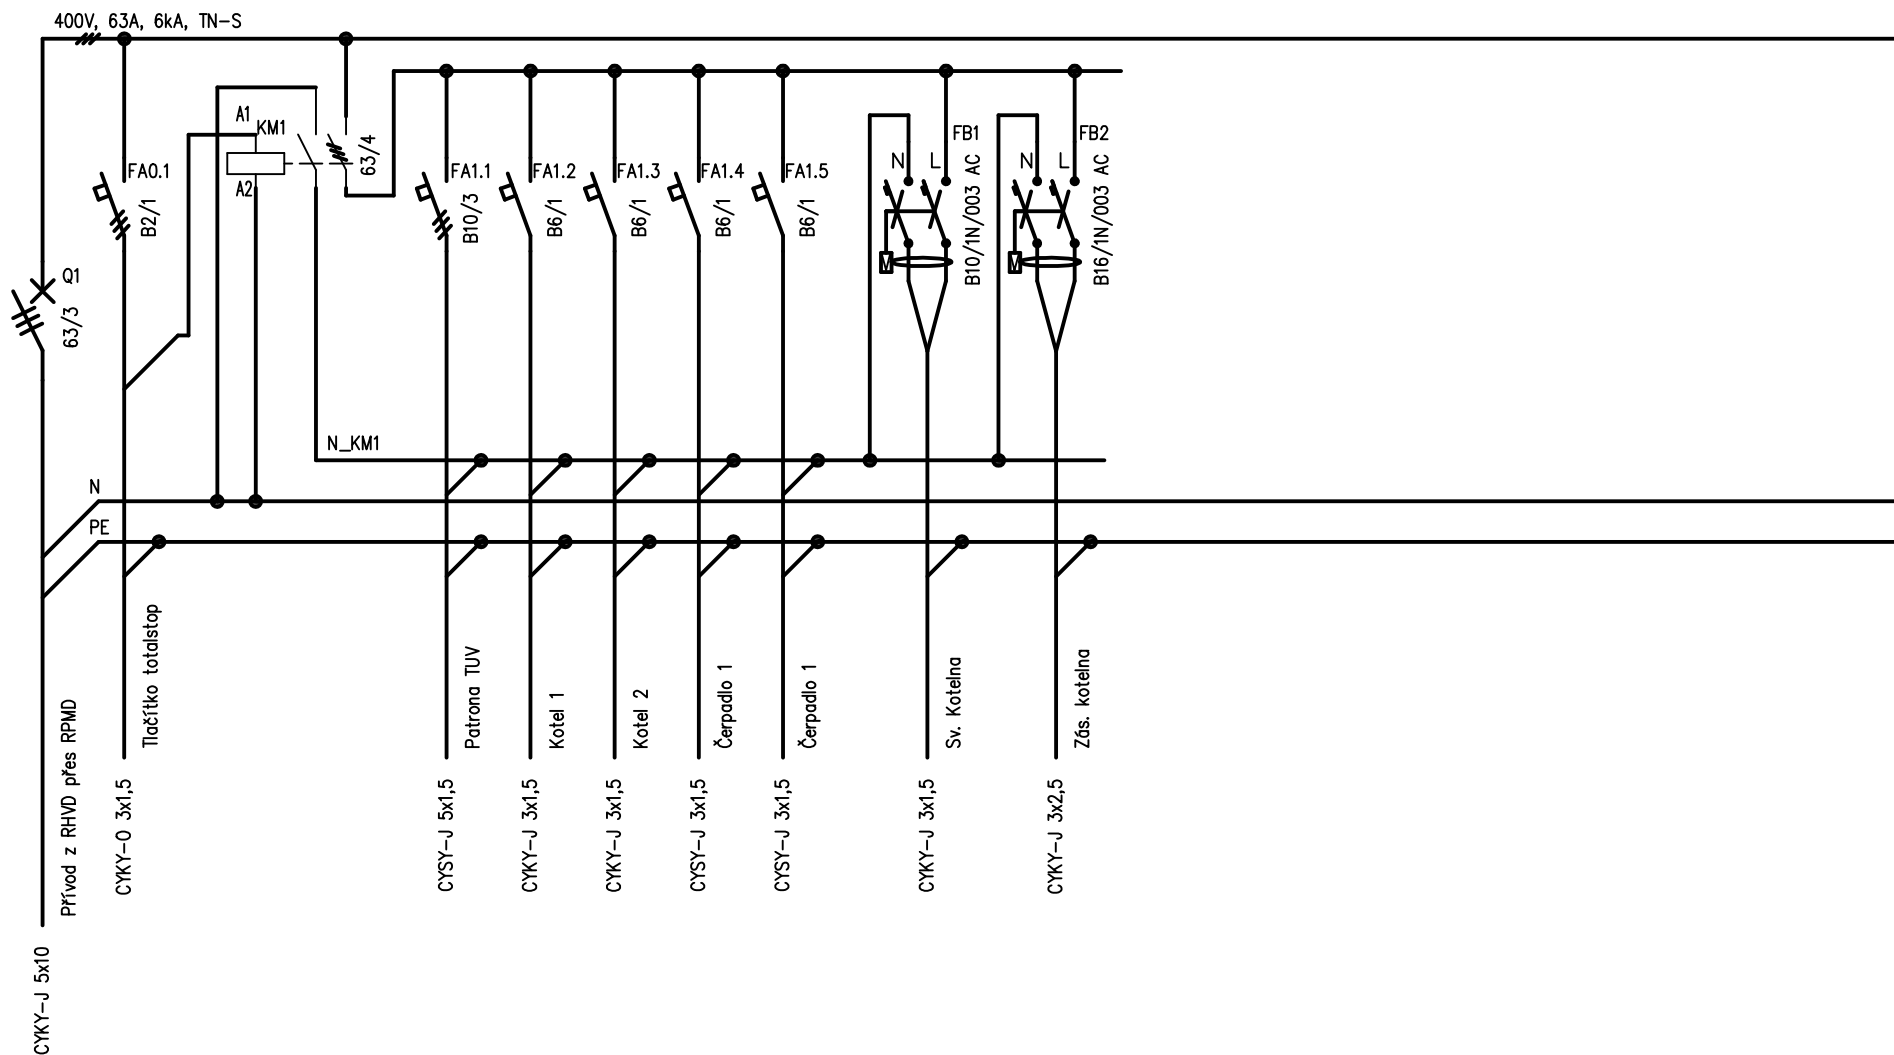 400V, 63A, 6kA, TN-S
A1
KM1
A2
63/4
Q1
63/3
FA0.1
B2/1
FA1.1
B10/3
FA1.2
B6/1
FA1.3
B6/1
FA1.4
B6/1
FA1.5
B6/1
FB1
N
L
B10/1N/003 AC
FB2
N
L
B16/1N/003 AC
N_KM1
N
PE
Přívod z RHVD přes RPMD
CYKY-J 5x10
Tlačítko totalstop
CYKY-O 3x1,5
Patrona TUV
CYSY-J 5x1,5
Kotel 1
CYKY-J 3x1,5
Kotel 2
CYKY-J 3x1,5
Čerpadlo 1
CYSY-J 3x1,5
Čerpadlo 1
CYSY-J 3x1,5
Sv. Kotelna
CYKY-J 3x1,5
Zás. kotelna
CYKY-J 3x2,5